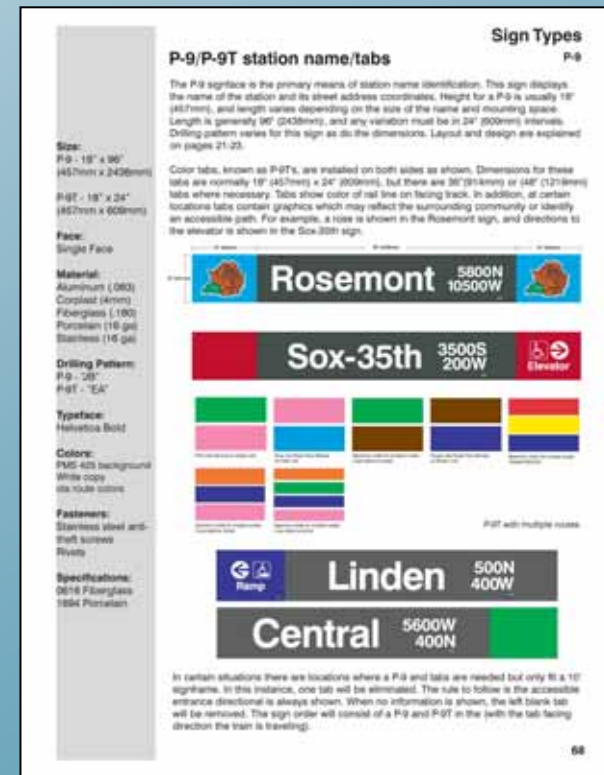 Sign Types
P-9/P-9T station name/tabs
P-9
The P-9 signface is the primary means of station name identification. This sign displays
the name of the station and its street address coordinates. Height for a P-9 is usually 18"
(457mm), and length varies depending on the size of the name and mounting space.
Length is generally 96" (2438mm), and any variation must be in 24" (609mm) intervals.
Drilling pattern varies for this sign as do the dimensions. Layout and design are explained
on pages 21-23.
Color tabs, known as P-9T's, are installed on both sides as shown. Dimensions for these
tabs are normally 18" (457mm) x 24" (609mm), but there are 36"(914mm) or (48" (1219mm)
tabs where necessary. Tabs show color of rail line on facing track. In addition, at certain
locations tabs contain graphics which may reflect the surrounding community or identify
an accessible path. For example, a rose is shown in the Rosemont sign, and directions to
the elevator is shown in the Sox-35th sign.
Size:
P-9 - 18" x 96"
(457mm x 2438mm)
P-9T - 18" x 24"
(457mm x 609mm)
Face:
Single Face
Material:
Aluminum (.080)
Corplast (4mm)
Fiberglass (.180)
Porcelain (16 ga)
Stainless (16 ga)
Drilling Pattern:
P-9 - "2B"
P-9T - "EA"
Typeface:
Helvetica Bold
Colors:
PMS 425 background
White copy
cta route colors
Fasteners:
Stainless steel anti-
theft screws
Rivets
Specifications:
0616 Fiberglass
1694 Porcelain
Rosemont 5800N
10500W
Sox-35th 3500S
200W
Elevator
P-9T with multiple routes
Ramp
Linden 500N
400W
Central 5600W
400N
In certain situations there are locations where a P-9 and tabs are needed but only fit a 10'
signframe. In this instance, one tab will be eliminated. The rule to follow is the accessible
entrance directional is always shown. When no information is shown, the left blank tab
will be removed. The sign order will consist of a P-9 and P-9T in the (with the tab facing
direction the train is traveling).
68